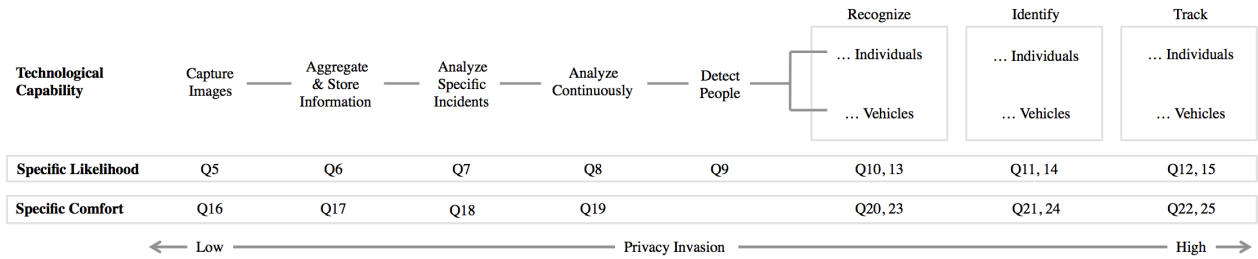 Recognize Identify Track
Technological Capability
Capture Images
Aggregate & Store Information
Analyze Specific Incidents
Analyze Continuously
Detect People
… Individuals
… Vehicles
… Individuals
… Vehicles
… Individuals
… Vehicles
Specific Likelihood Q5 Q6 Q7 Q8 Q9 Q10, 13 Q11, 14 Q12, 15
Specific Comfort Q16 Q17 Q18 Q19 Q20, 23 Q21, 24 Q22, 25
Low Privacy Invasion High